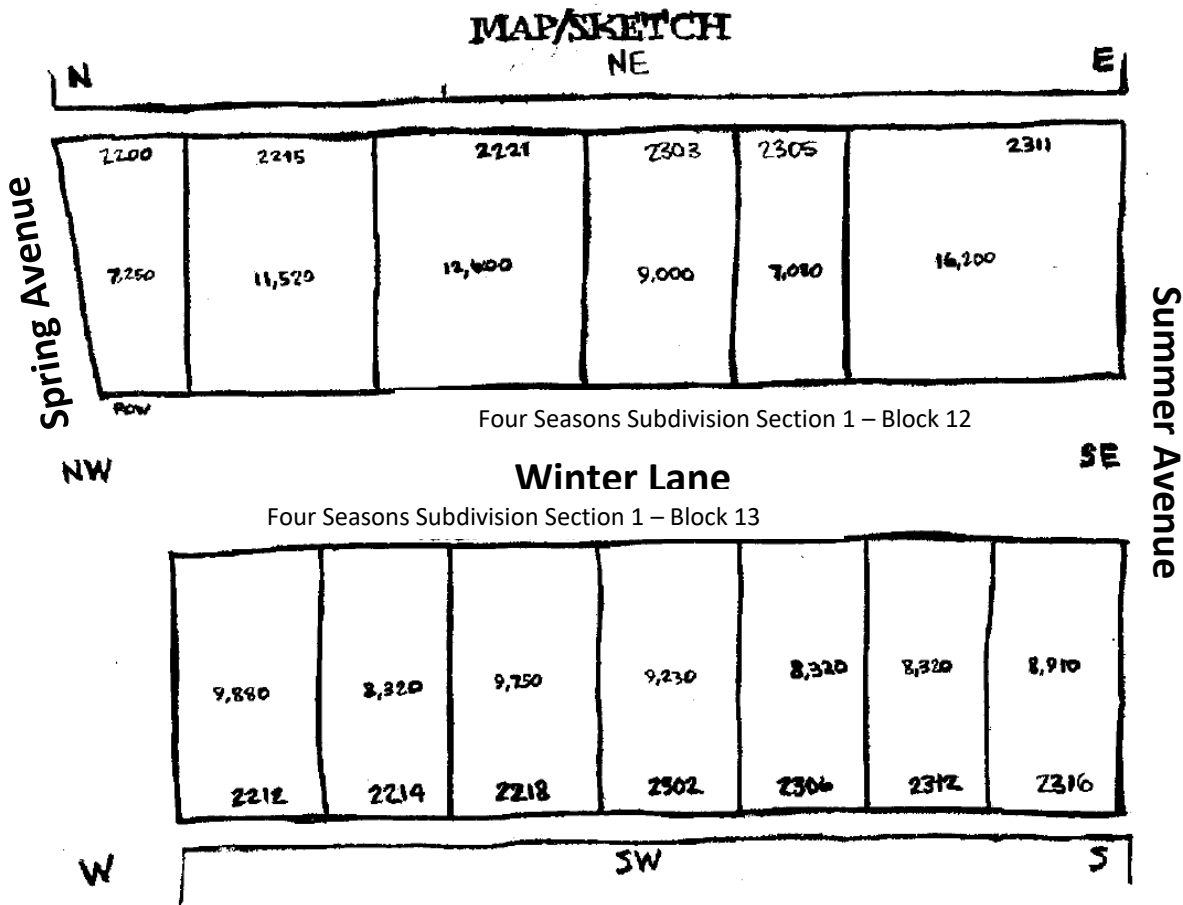 MAP/SKETCH
NE
N
E
2200 2215 2221 2303 2305 2311
7,250 11,520 12,600 9,000 7,080 16,200
Spring Avenue
Summer Avenue
ROW
Four Seasons Subdivision Section 1 – Block 12
NW
SE
Winter Lane
Four Seasons Subdivision Section 1 – Block 13
9,880 8,320 9,750 9,230 8,320 8,320 8,910
2212 2214 2218 2302 2306 2312 2316
W
SW
S